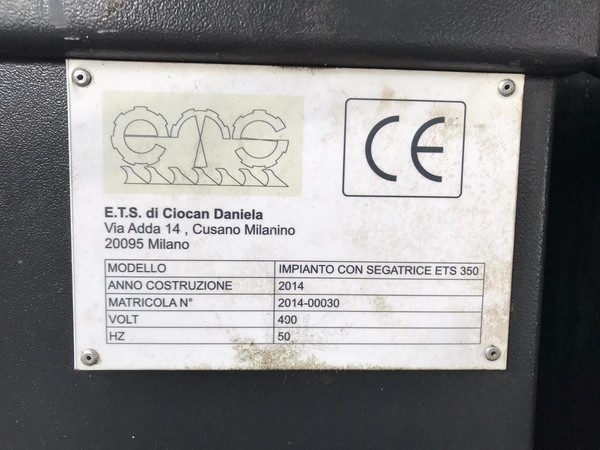 ETS
CE
E.T.S. di Ciocan Daniela
Via Adda 14 , Cusano Milanino
20095 Milano
MODELLO IMPIANTO CON SEGATRICE ETS 350
ANNO COSTRUZIONE 2014
MATRICOLA N° 2014-00030
VOLT 400
HZ 50